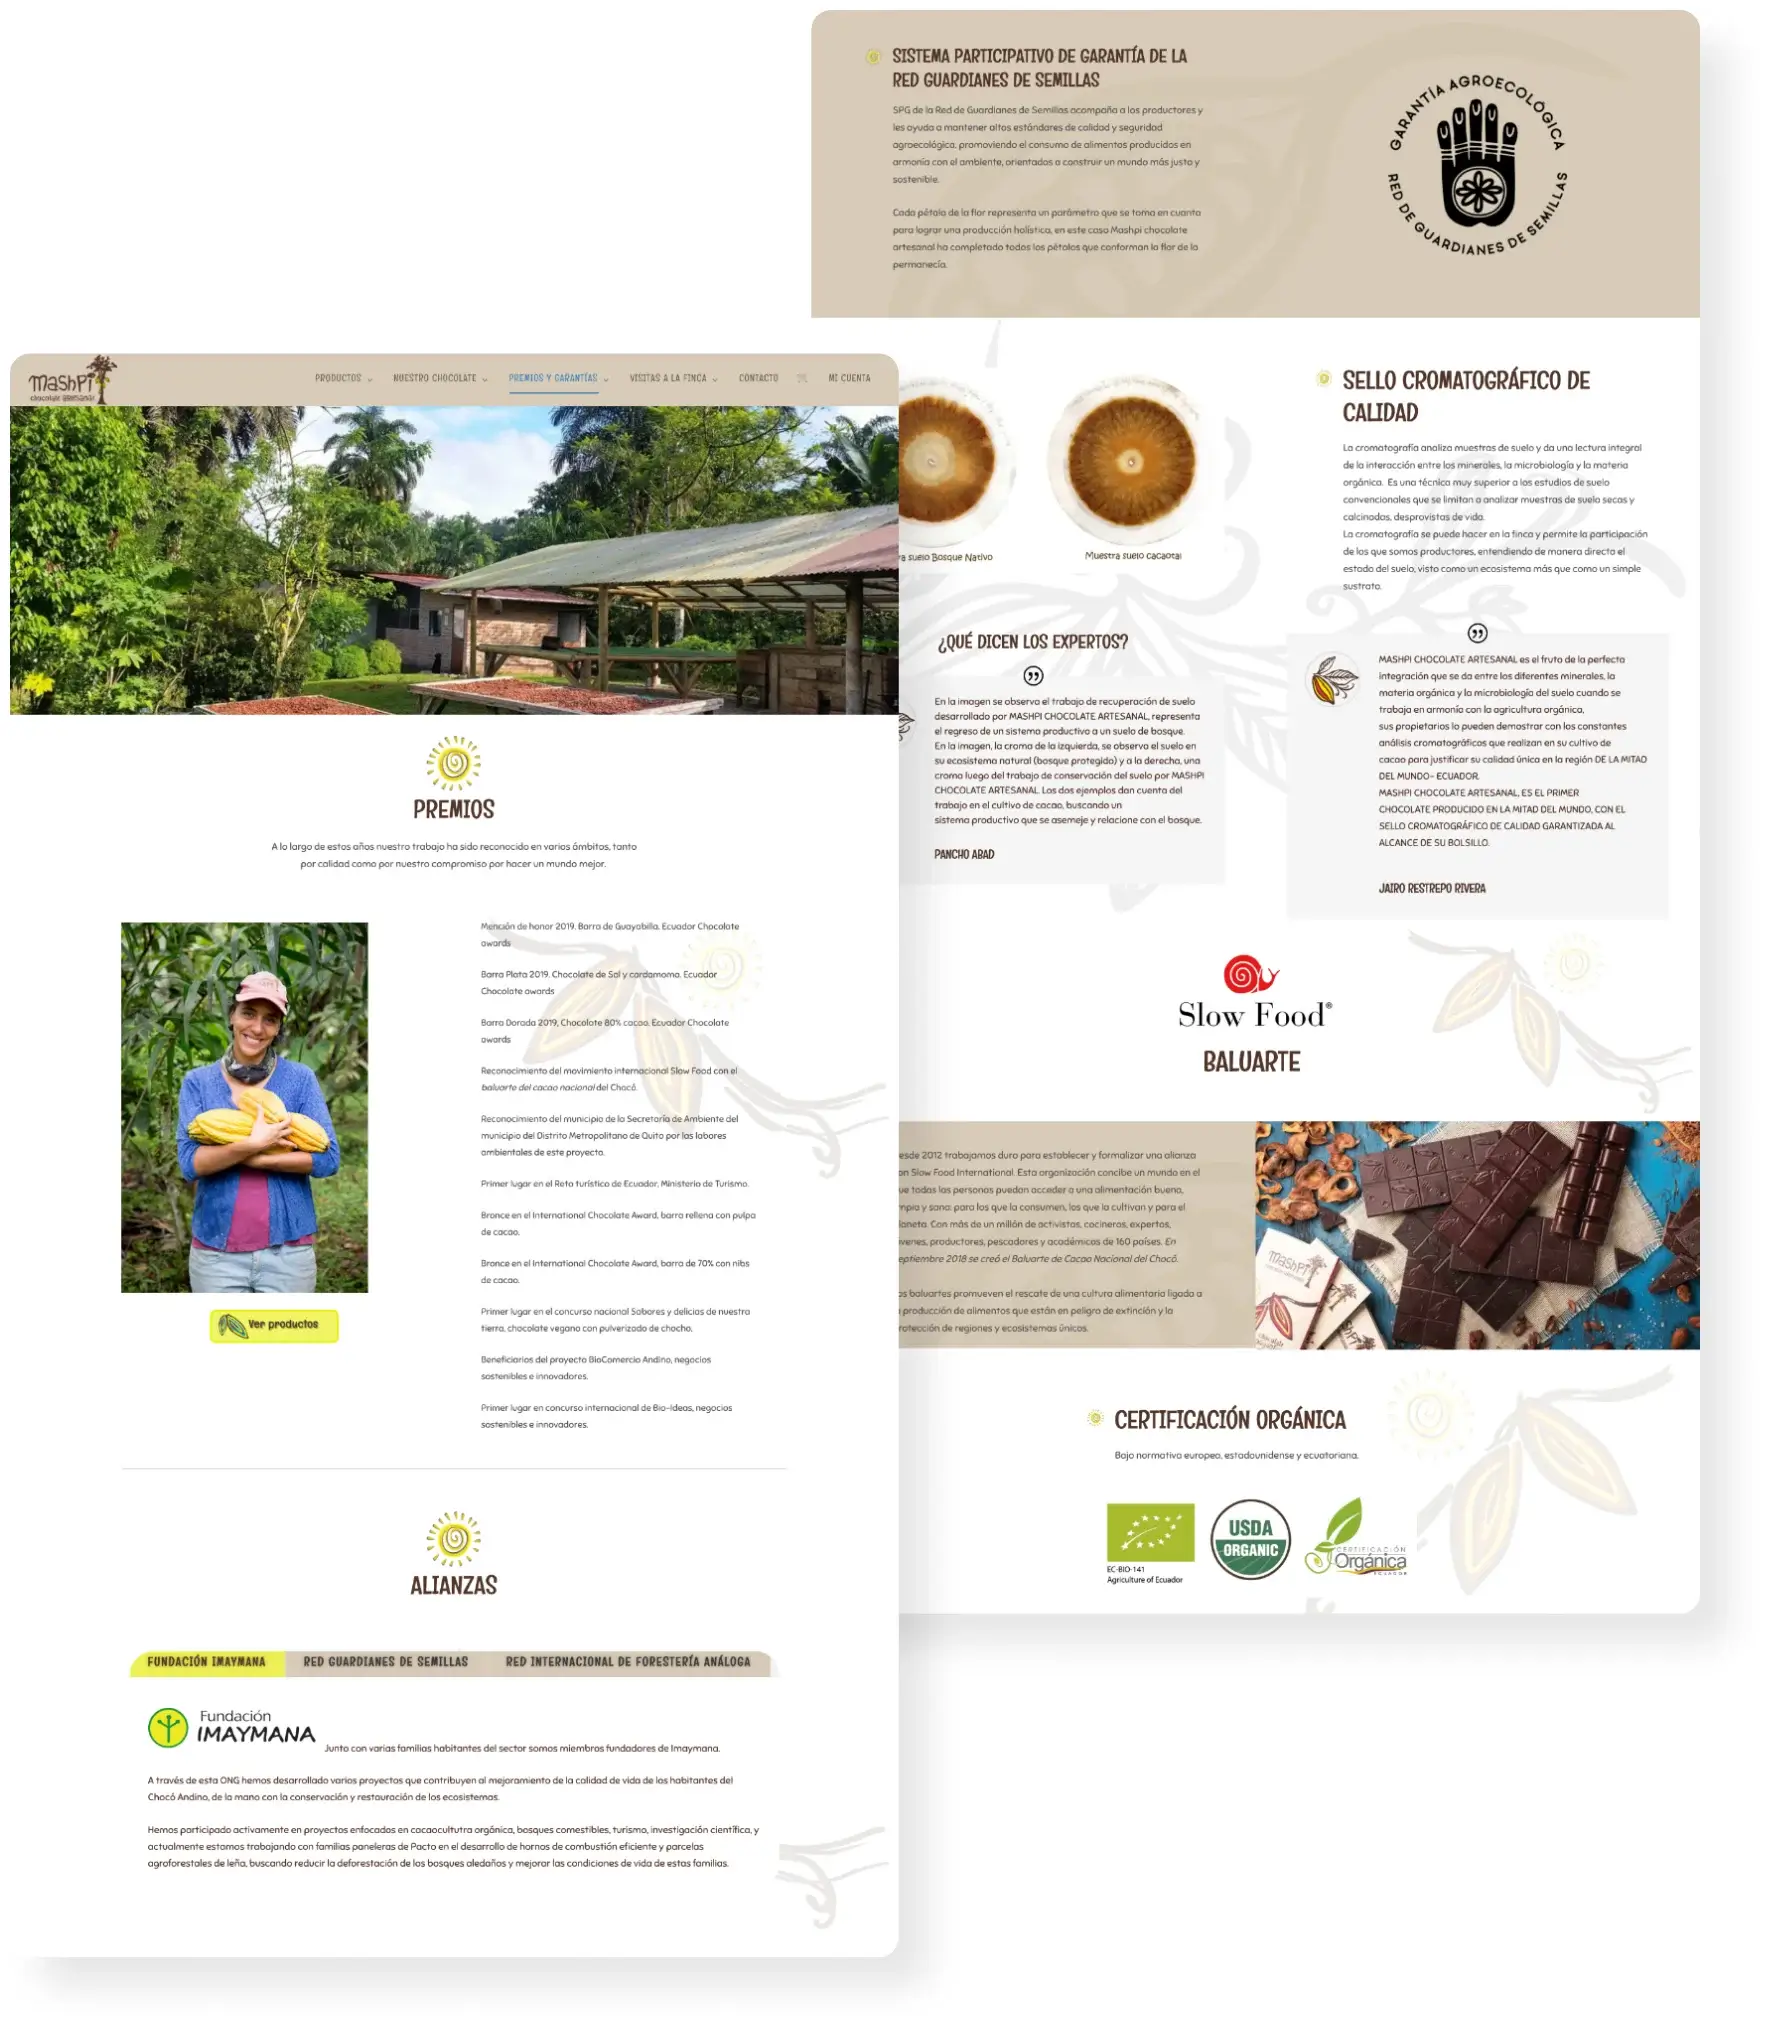 SISTEMA PARTICIPATIVO DE GARANTÍA DE LA
RED GUARDIANES DE SEMILLAS
SPG de la Red de Guardianes de Semillas acompaña a los productores y
les ayuda a mantener altos estándares de calidad y seguridad
agroecológica, promoviendo el consumo de alimentos producidos en
armonía con el ambiente, orientados a construir un mundo más justo y
sostenible.
Cada pétalo de la flor representa un parámetro que se toma en cuenta
para lograr una producción holística, en este caso Mashpi chocolate
artesanal ha completado todos los pétalos que conforman la flor de la
permanecía.
GARANTÍA AGROECOLÓGICA
RED DE GUARDIANES DE SEMILLAS
suelo Bosque Nativo
Muestra suelo cacaotal
SELLO CROMATOGRÁFICO DE
CALIDAD
La cromatografía analiza muestras de suelo y da una lectura integral
de la interacción entre los minerales, la microbiología y la materia
orgánica. Es una técnica muy superior a los estudios de suelo
convencionales que se limitan a analizar muestras de suelo secas y
calcinadas, desprovistas de vida.
La cromatografía se puede hacer en la finca y permite la participación
de los que somos productores, entendiendo de manera directa el
estado del suelo, visto como un ecosistema más que como un simple
sustrato.
¿QUÉ DICEN LOS EXPERTOS?
En la imagen se observa el trabajo de recuperación de suelo
desarrollado por MASHPI CHOCOLATE ARTESANAL, representa
el regreso de un sistema productivo a un suelo de bosque.
En la imagen, la croma de la izquierda, se observa el suelo en
su ecosistema natural (bosque protegido) y a la derecha, una
croma luego del trabajo de conservación del suelo por MASHPI
CHOCOLATE ARTESANAL. Los dos ejemplos dan cuenta del
trabajo en el cultivo de cacao, buscando un
sistema productivo que se asemeje y relacione con el bosque.
PANCHO ABAD
MASHPI CHOCOLATE ARTESANAL es el fruto de la perfecta
integración que se da entre los diferentes minerales, la
materia orgánica y la microbiología del suelo cuando se
trabaja en armonía con la agricultura orgánica,
sus propietarios lo pueden demostrar con los constantes
análisis cromatográficos que realizan en su cultivo de
cacao para justificar su calidad única en la región DE LA MITAD
DEL MUNDO- ECUADOR.
MASHPI CHOCOLATE ARTESANAL, ES EL PRIMER
CHOCOLATE PRODUCIDO EN LA MITAD DEL MUNDO, CON EL
SELLO CROMATOGRÁFICO DE CALIDAD GARANTIZADA AL
ALCANCE DE SU BOLSILLO.
JAIRO RESTREPO RIVERA
Slow Food®
BALUARTE
esde 2012 trabajamos duro para establecer y formalizar una alianza
on Slow Food International. Esta organización concibe un mundo en el
ue todas las personas puedan acceder a una alimentación buena,
mpia y sana: para los que la consumen, los que la cultivan y para el
laneta. Con más de un millón de activistas, cocineros, expertos,
venes, productores, pescadores y académicos de 160 países. En
eptiembre 2018 se creó el Baluarte de Cacao Nacional del Chocó.
os baluartes promueven el rescate de una cultura alimentaria ligada a
producción de alimentos que están en peligro de extinción y la
rotección de regiones y ecosistemas únicos.
MashPi
CERTIFICACIÓN ORGÁNICA
Bajo normativa europea, estadounidense y ecuatoriana.
EC-BIO-141
Agriculture of Ecuador
USDA
ORGANIC
CERTIFICACIÓN
Orgánica
ECUADOR
MashPi
chocolate artesanal
PRODUCTOS NUESTRO CHOCOLATE PREMIOS Y GARANTÍAS VISITAS A LA FINCA CONTACTO MI CUENTA
PREMIOS
A lo largo de estos años nuestro trabajo ha sido reconocido en varios ámbitos, tanto
por calidad como por nuestro compromiso por hacer un mundo mejor.
Mención de honor 2019. Barra de Guayabilla. Ecuador Chocolate
awards
Barra Plata 2019. Chocolate de Sal y cardamomo. Ecuador
Chocolate awards
Barra Dorada 2019, Chocolate 80% cacao. Ecuador Chocolate
awards
Reconocimiento del movimiento internacional Slow Food con el
baluarte del cacao nacional del Chocó.
Reconocimiento del municipio de la Secretaría de Ambiente del
municipio del Distrito Metropolitano de Quito por las labores
ambientales de este proyecto.
Primer lugar en el Reto turístico de Ecuador. Ministerio de Turismo.
Bronce en el International Chocolate Award, barra rellena con pulpa
de cacao.
Bronce en el International Chocolate Award, barra de 70% con nibs
de cacao.
Primer lugar en el concurso nacional Sabores y delicias de nuestra
tierra, chocolate vegano con pulverizado de chocho.
Beneficiarios del proyecto BioComercio Andino, negocios
sostenibles e innovadores.
Primer lugar en concurso internacional de Bio-Ideas, negocios
sostenibles e innovadores.
Ver productos
ALIANZAS
FUNDACIÓN IMAYMANA RED GUARDIANES DE SEMILLAS RED INTERNACIONAL DE FORESTERÍA ANÁLOGA
Fundación
IMAYMANA
Junto con varias familias habitantes del sector somos miembros fundadores de Imaymana.
A través de esta ONG hemos desarrollado varios proyectos que contribuyen al mejoramiento de la calidad de vida de los habitantes del
Chocó Andino, de la mano con la conservación y restauración de los ecosistemas.
Hemos participado activamente en proyectos enfocados en cacaocultutra orgánica, bosques comestibles, turismo, investigación científica, y
actualmente estamos trabajando con familias paneleras de Pacto en el desarrollo de hornos de combustión eficiente y parcelas
agroforestales de leña, buscando reducir la deforestación de los bosques aledaños y mejorar las condiciones de vida de estas familias.